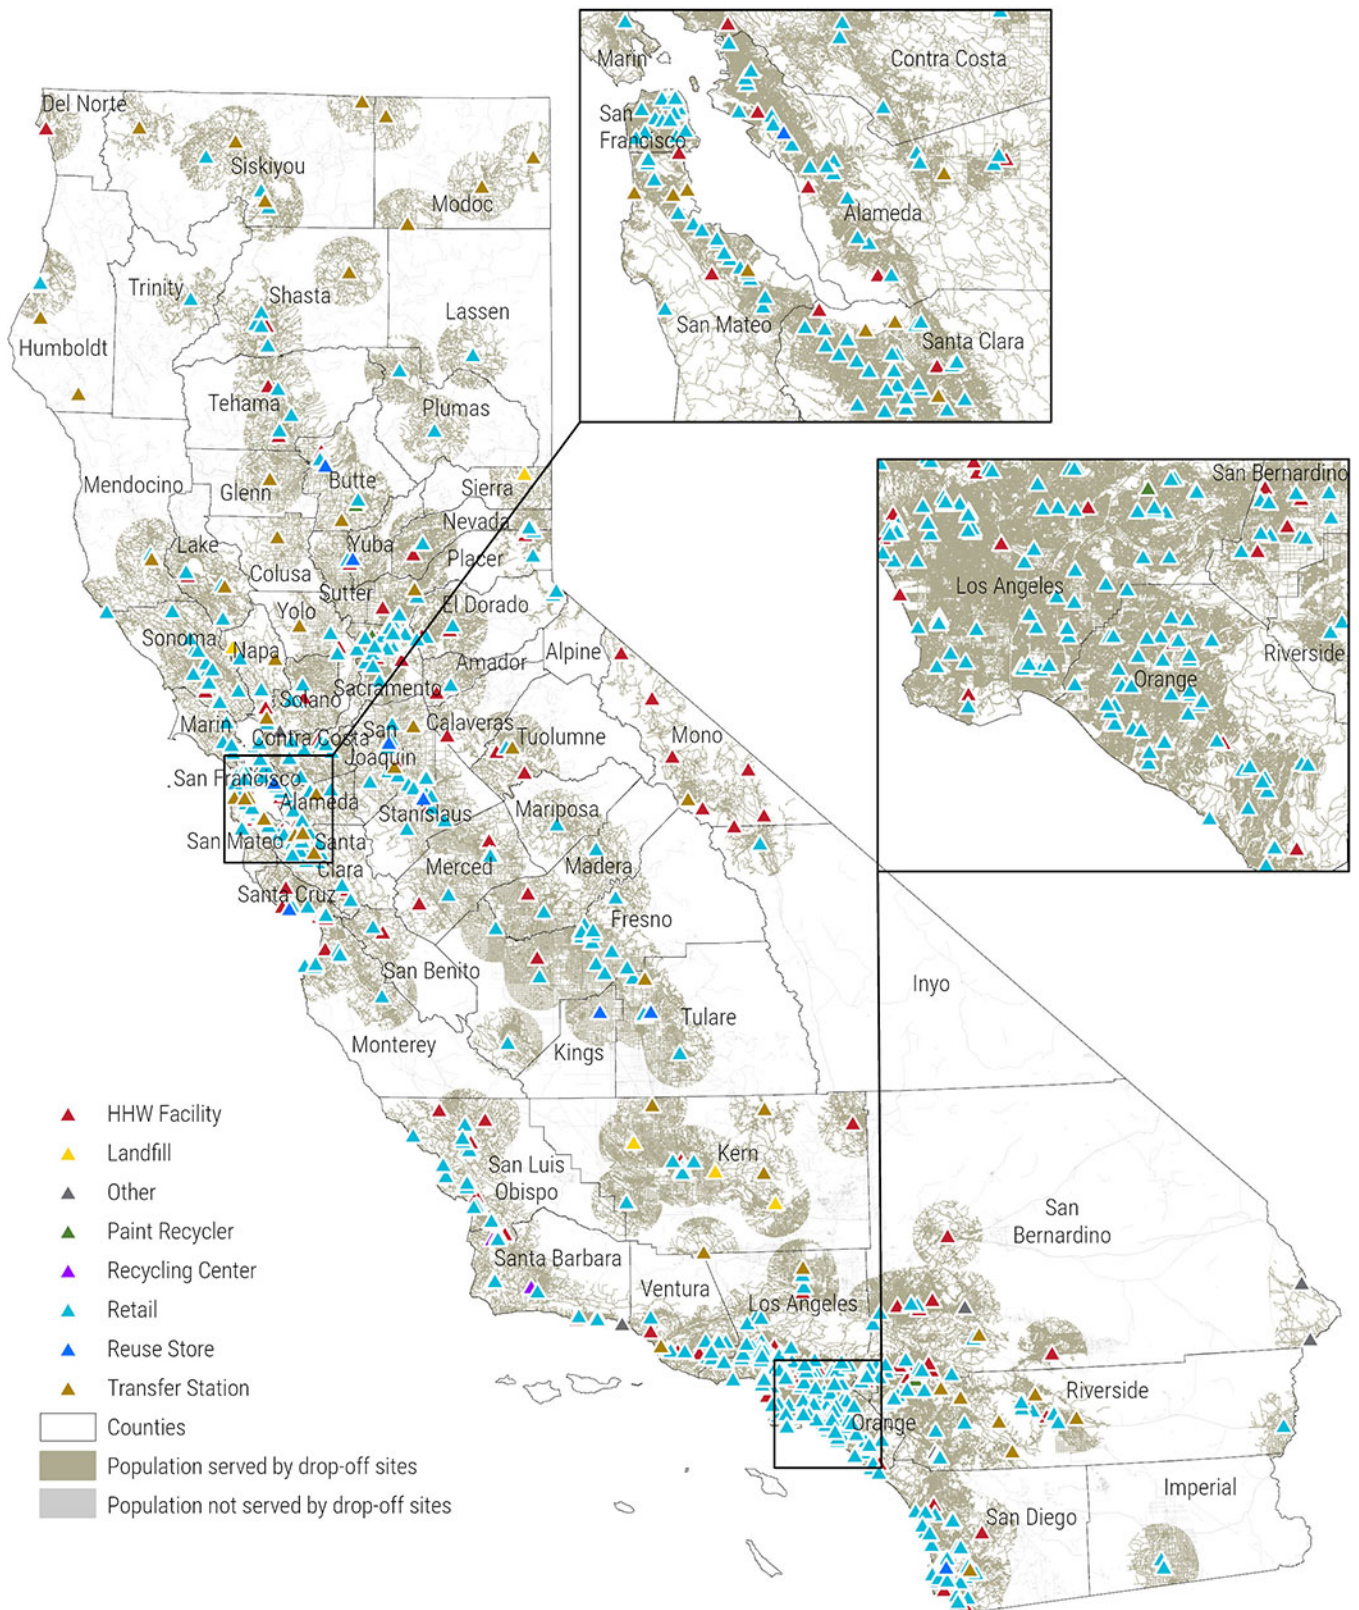 Marin
Contra Costa
San
Francisco
Alameda
San Mateo
Santa Clara
Del Norte
Siskiyou
Modoc
Trinity
Shasta
Lassen
Humboldt
Tehama
Plumas
Mendocino
Glenn
Butte
Sierra
Nevada
Lake
Colusa
Yuba
Placer
Sutter
Yolo
El Dorado
Sonoma
Napa
Amador
Alpine
Solano
Sacramento
Marin
Contra Costa
San
Joaquin
Calaveras
Tuolumne
Mono
San Francisco
Alameda
Stanislaus
Mariposa
San Mateo
Santa
Clara
Merced
Madera
Santa Cruz
Fresno
San Benito
Inyo
Monterey
Kings
Tulare
San Bernardino
Los Angeles
Riverside
Orange
San Luis
Obispo
Kern
Santa Barbara
Ventura
Los Angeles
San
Bernardino
Riverside
Orange
San Diego
Imperial
HHW Facility
Landfill
Other
Paint Recycler
Recycling Center
Retail
Reuse Store
Transfer Station
Counties
Population served by drop-off sites
Population not served by drop-off sites